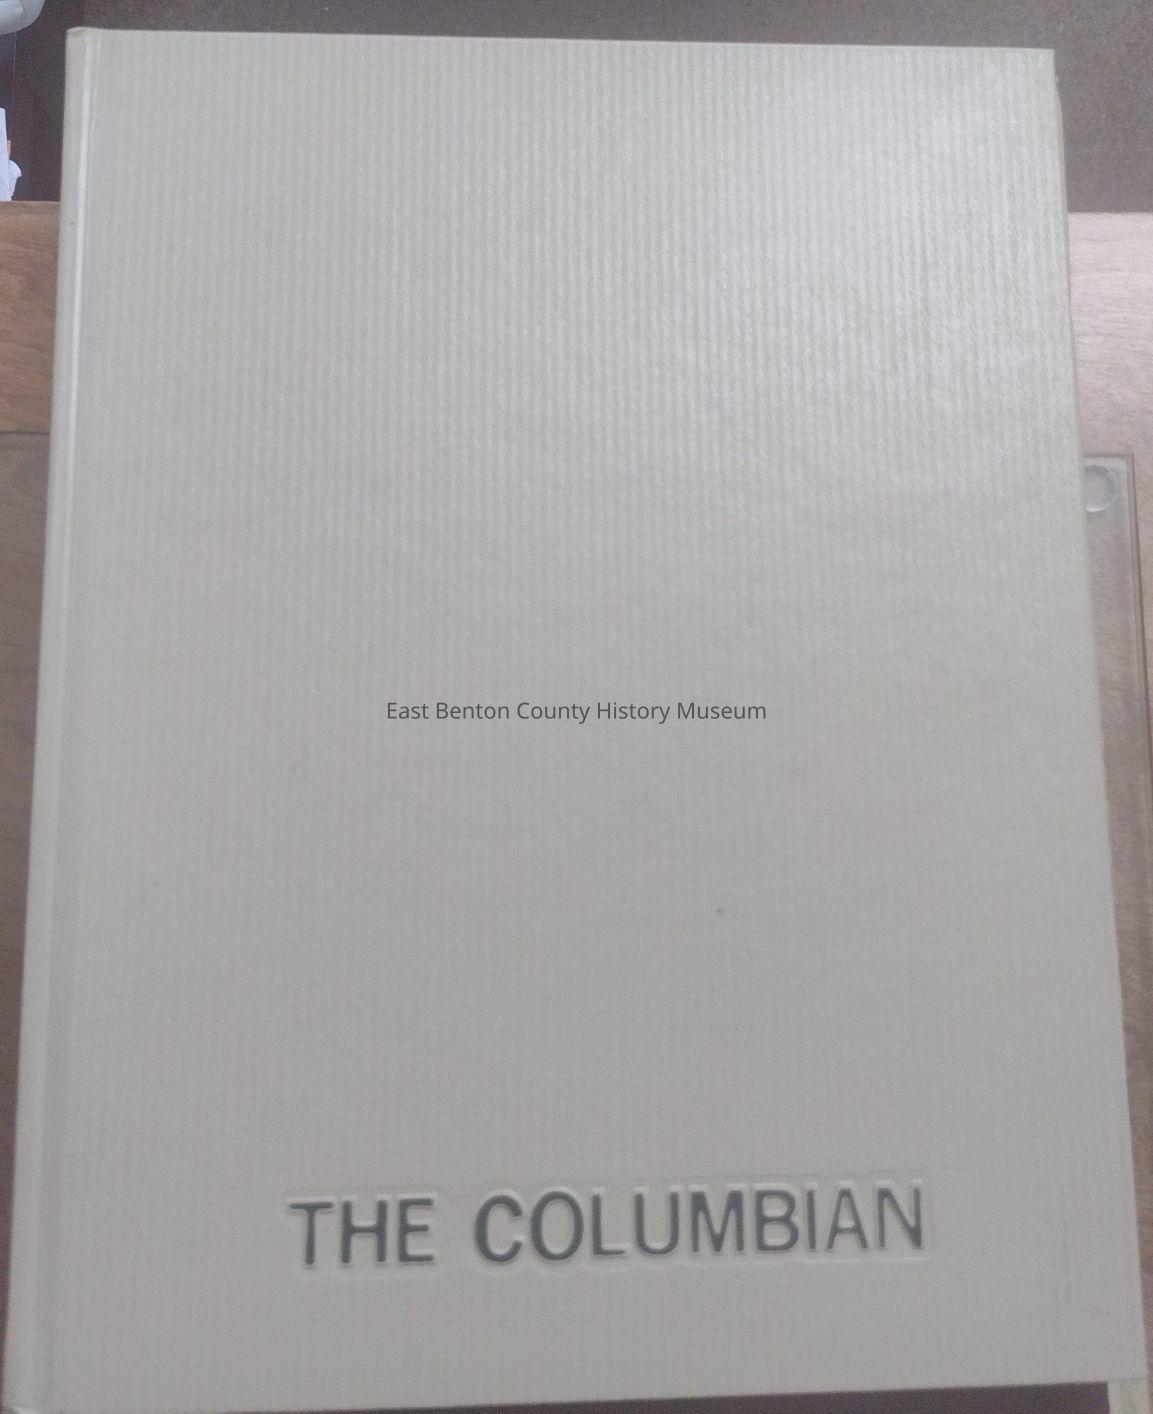 East Benton County History Museum
THE COLUMBIAN